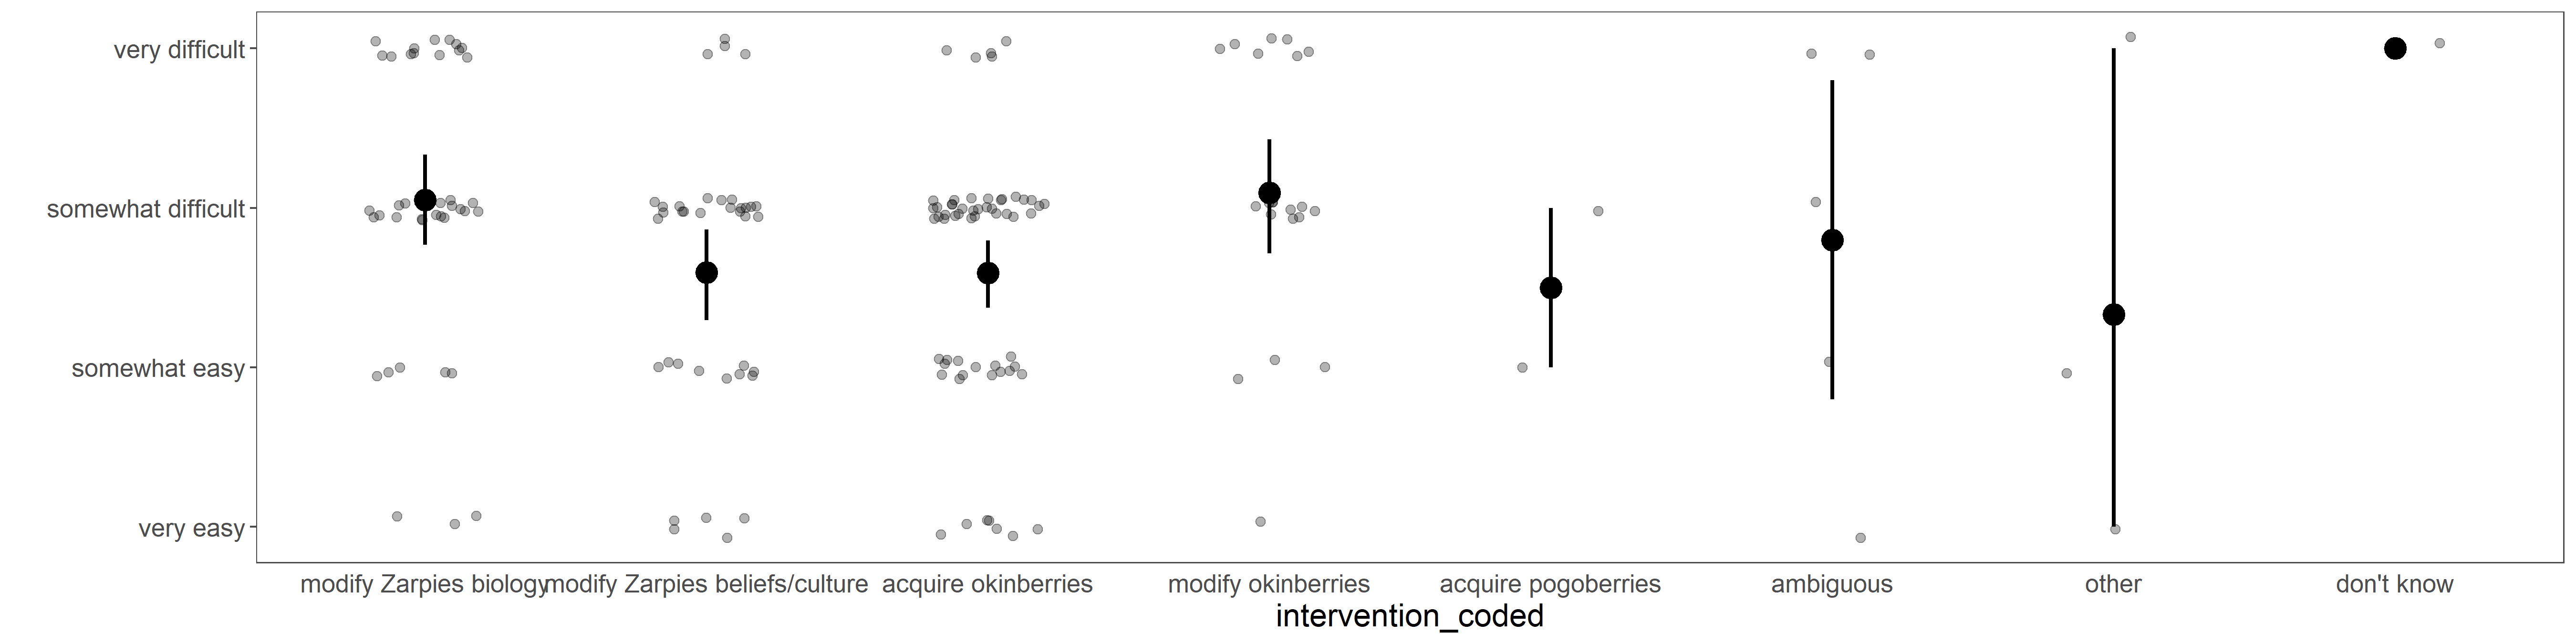 very difficult
somewhat difficult
somewhat easy
very easy
modify Zarpies biology modify Zarpies beliefs/culture acquire okinberries modify okinberries acquire pogoberries ambiguous other don't know
intervention_coded